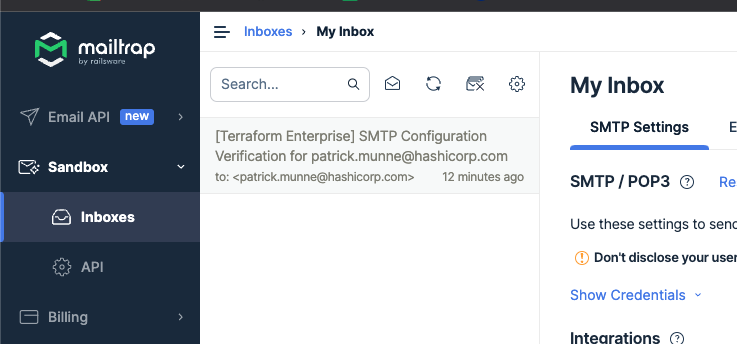 mailtrap
by railsware
Email API new
Sandbox
Inboxes
API
Billing
Inboxes › My Inbox
Search...
[Terraform Enterprise] SMTP Configuration
Verification for patrick.munne@hashicorp.com
to: <patrick.munne@hashicorp.com> 12 minutes ago
My Inbox
SMTP Settings E
SMTP / POP3 ? Re
Use these settings to send
Don't disclose your user
Show Credentials
Integrations ?